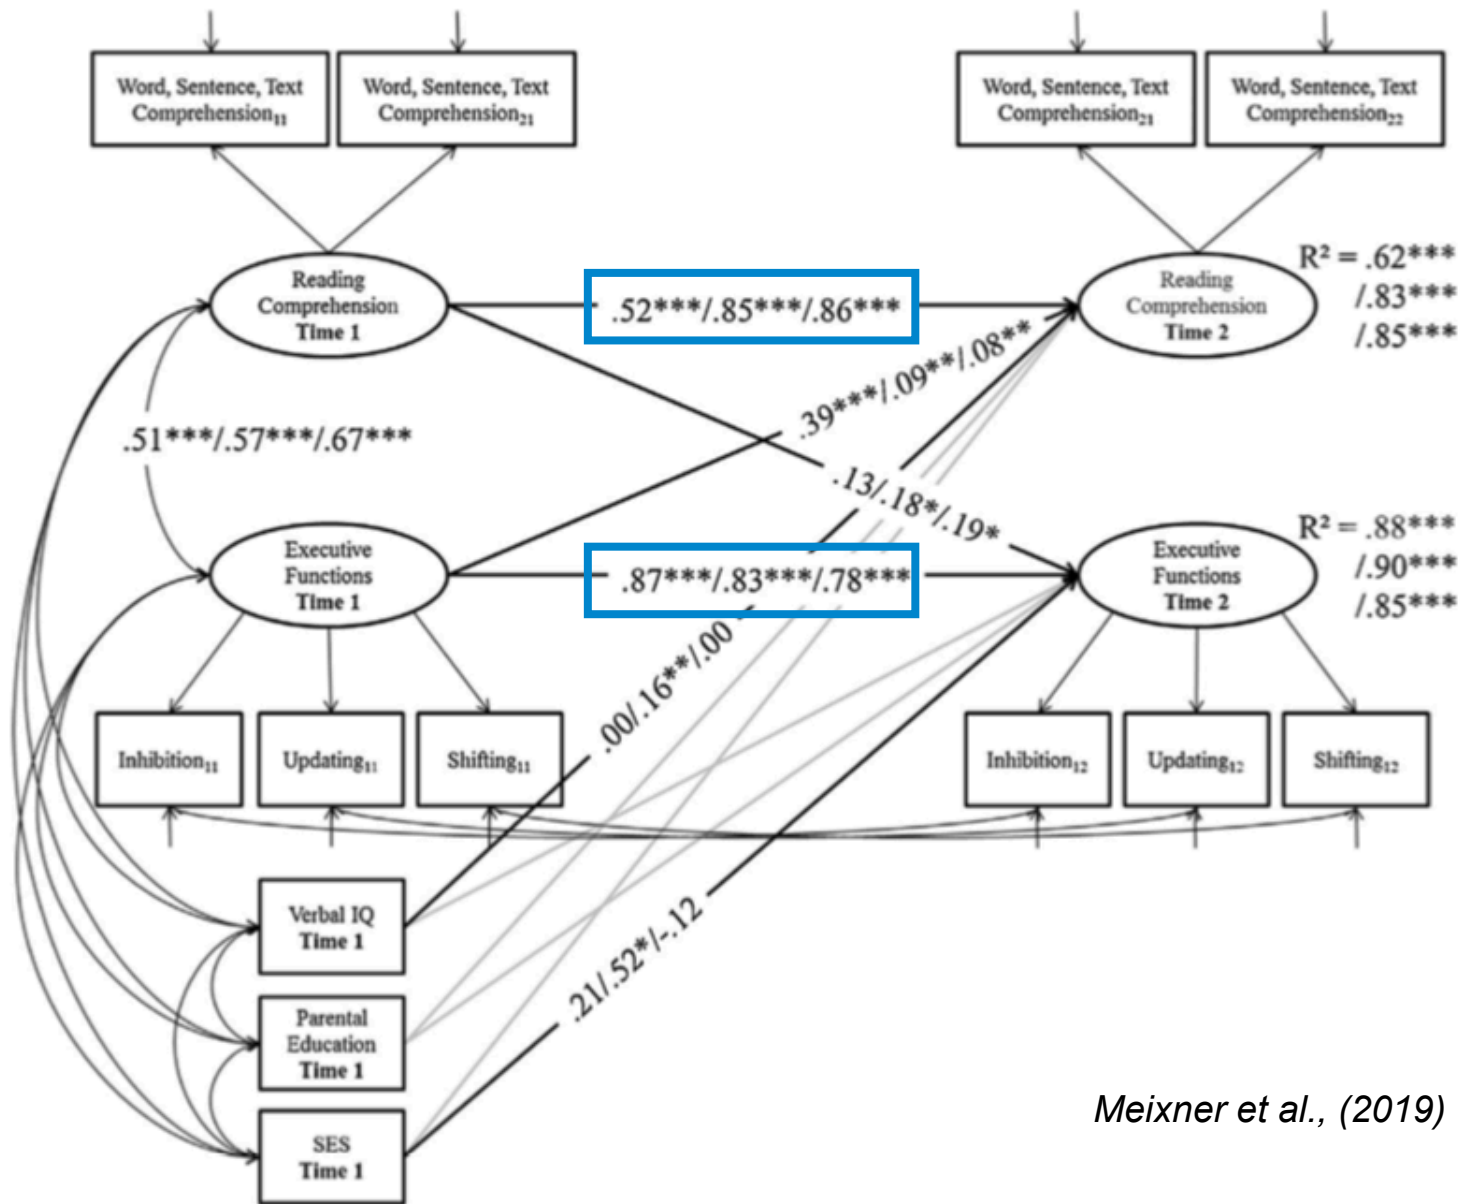 Word, Sentence, Text
Comprehension₁₁
Word, Sentence, Text
Comprehension₂₁
Word, Sentence, Text
Comprehension₂₁
Word, Sentence, Text
Comprehension₂₂
Reading
Comprehension
Time 1
.52***/.85***/.86***
Reading
Comprehension
Time 2
R² = .62***
/.83***
/.85***
.39***/.09**/.08**
.51***/.57***/.67***
.13/.18*/.19*
Executive
Functions
Time 1
.87***/.83***/.78***
Executive
Functions
Time 2
R² = .88***
/.90***
/.85***
.00/.16**/.00
Inhibition₁₁
Updating₁₁
Shifting₁₁
Inhibition₁₂
Updating₁₂
Shifting₁₂
Verbal IQ
Time 1
.21/.52*/-.12
Parental
Education
Time 1
SES
Time 1
Meixner et al., (2019)